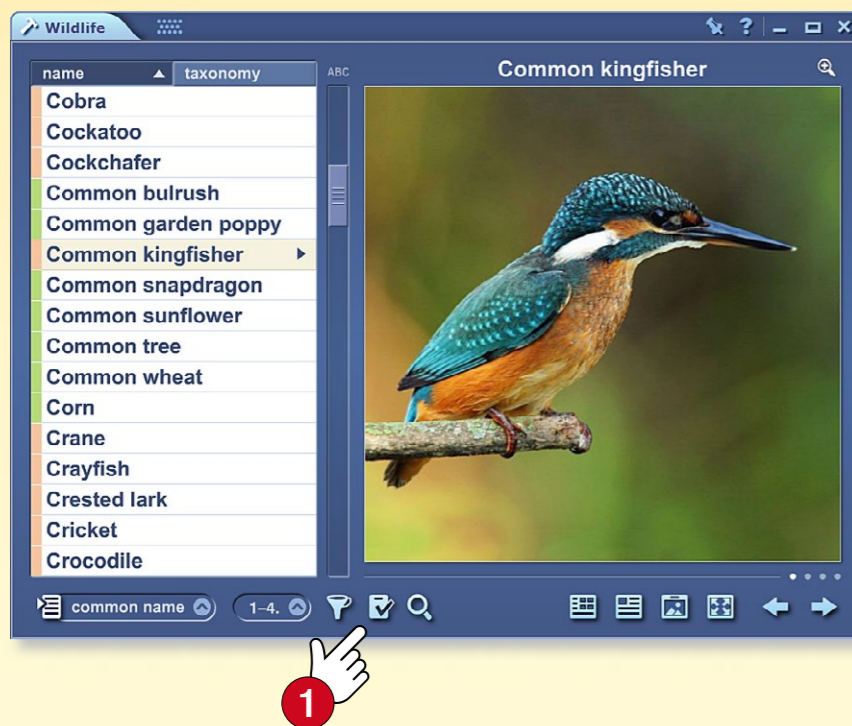 Wildlife
?
name taxonomy ABC
Common kingfisher
Cobra
Cockatoo
Cockchafer
Common bulrush
Common garden poppy
Common kingfisher
Common snapdragon
Common sunflower
Common tree
Common wheat
Corn
Crane
Crayfish
Crested lark
Cricket
Crocodile
common name 1–4.
1